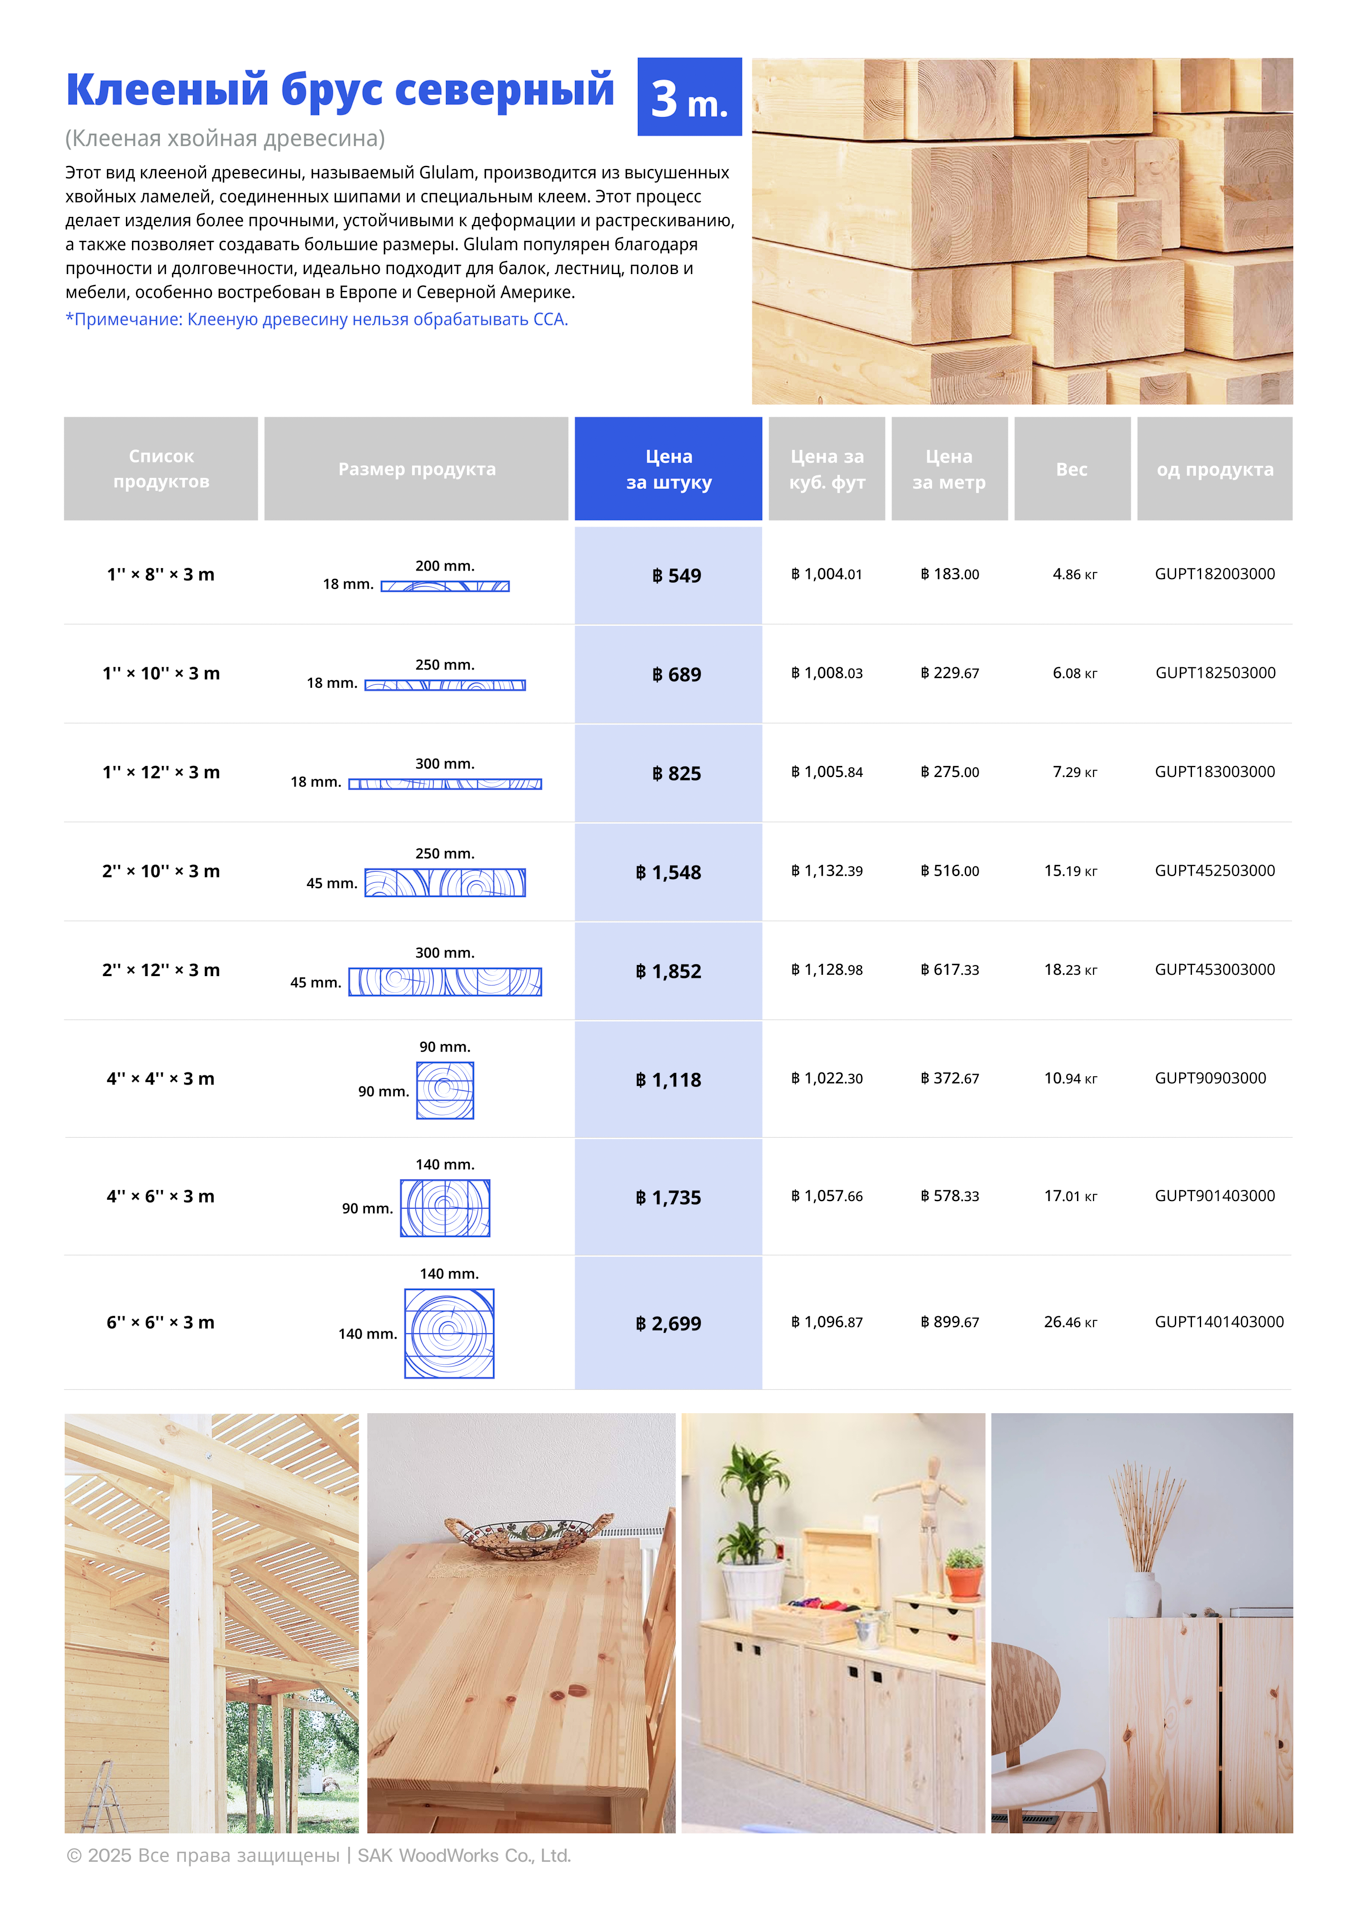 Клееный брус северный
3 m.
(Клееная хвойная древесина)
Этот вид клееной древесины, называемый Glulam, производится из высушенных
хвойных ламелей, соединенных шипами и специальным клеем. Этот процесс
делает изделия более прочными, устойчивыми к деформации и растрескиванию,
а также позволяет создавать большие размеры. Glulam популярен благодаря
прочности и долговечности, идеально подходит для балок, лестниц, полов и
мебели, особенно востребован в Европе и Северной Америке.
*Примечание: Клееную древесину нельзя обрабатывать CCA.
Список
продуктов
Размер продукта
Цена
за штуку
Цена за
куб. фут
Цена
за метр
Вес
од продукта
1'' × 8'' × 3 m
200 mm.
18 mm.
฿ 549
฿ 1,004.01
฿ 183.00
4.86 кг
GUPT182003000
1'' × 10'' × 3 m
250 mm.
18 mm.
฿ 689
฿ 1,008.03
฿ 229.67
6.08 кг
GUPT182503000
1'' × 12'' × 3 m
300 mm.
18 mm.
฿ 825
฿ 1,005.84
฿ 275.00
7.29 кг
GUPT183003000
2'' × 10'' × 3 m
250 mm.
45 mm.
฿ 1,548
฿ 1,132.39
฿ 516.00
15.19 кг
GUPT452503000
2'' × 12'' × 3 m
300 mm.
45 mm.
฿ 1,852
฿ 1,128.98
฿ 617.33
18.23 кг
GUPT453003000
4'' × 4'' × 3 m
90 mm.
90 mm.
฿ 1,118
฿ 1,022.30
฿ 372.67
10.94 кг
GUPT90903000
4'' × 6'' × 3 m
140 mm.
90 mm.
฿ 1,735
฿ 1,057.66
฿ 578.33
17.01 кг
GUPT901403000
6'' × 6'' × 3 m
140 mm.
140 mm.
฿ 2,699
฿ 1,096.87
฿ 899.67
26.46 кг
GUPT1401403000
© 2025 Все права защищены | SAK WoodWorks Co., Ltd.